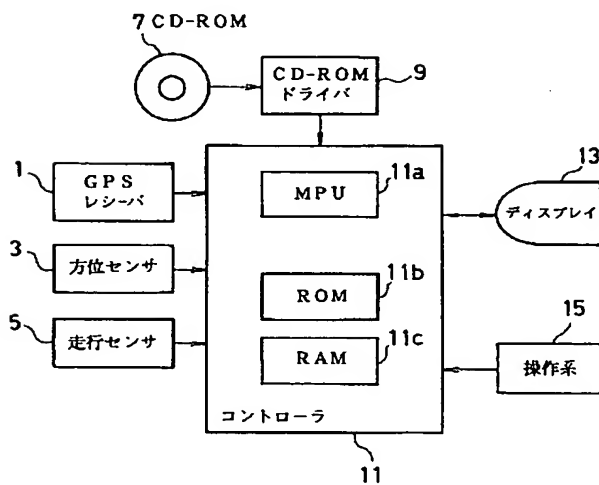 7 CD-ROM
CD-ROM
ドライバ
9
1
GPS
レシーバ
MPU
11a
13
ディスプレイ
3
方位センサ
ROM
11b
5
走行センサ
RAM
11c
15
操作系
コントローラ
11